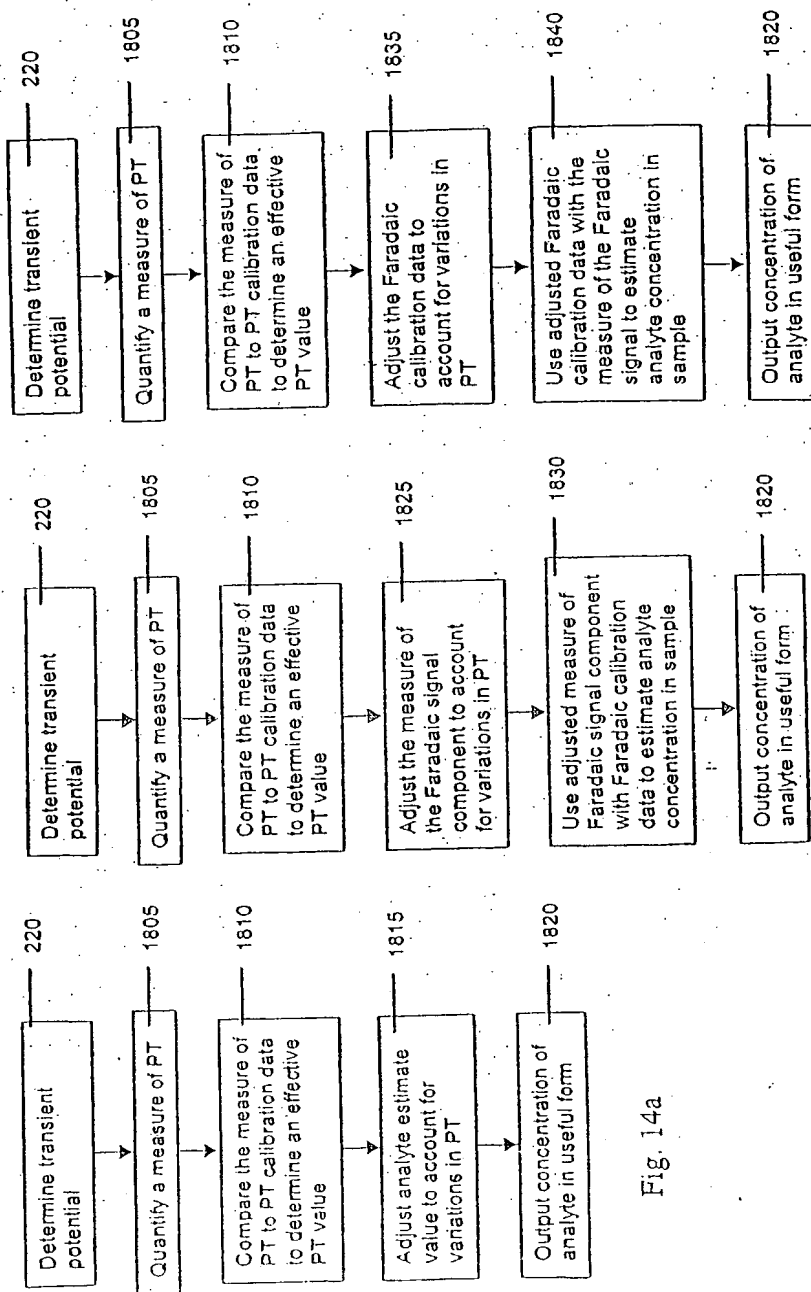 Determine transient
potential
220
Quantify a measure of PT
1805
Compare the measure of
PT to PT calibration data
to determine an effective
PT value
1810
Adjust analyte estimate
value to account for
variations in PT
1815
Output concentration of
analyte in useful form
1820
Fig. 14a
Determine transient
potential
220
Quantify a measure of PT
1805
Compare the measure of
PT to PT calibration data
to determine an effective
PT value
1810
Adjust the measure of
the Faradaic signal
component to account
for variations in PT
1825
Use adjusted measure of
Faradaic signal component
with Faradaic calibration
data to estimate analyte
concentration in sample
1830
Output concentration of
analyte in useful form
1820
Determine transient
potential
220
Quantify a measure of PT
1805
Compare the measure of
PT to PT calibration data
to determine an effective
PT value
1810
Adjust the Faradaic
calibration data to
account for variations in
PT
1835
Use adjusted Faradaic
calibration data with the
measure of the Faradaic
signal to estimate
analyte concentration in
sample
1840
Output concentration of
analyte in useful form
1820